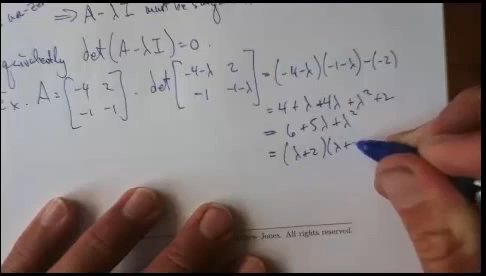 ⇒ A - λI must be
equivalently det(A - λI) = 0.
Ex. A = [-4 2; -1 -1]. det[-4-λ 2; -1 -1-λ] = (-4-λ)(-1-λ) - (-2)
= 4 + λ + 4λ + λ² + 2
= 6 + 5λ + λ²
= (λ+2)(λ+
Jones. All rights reserved.